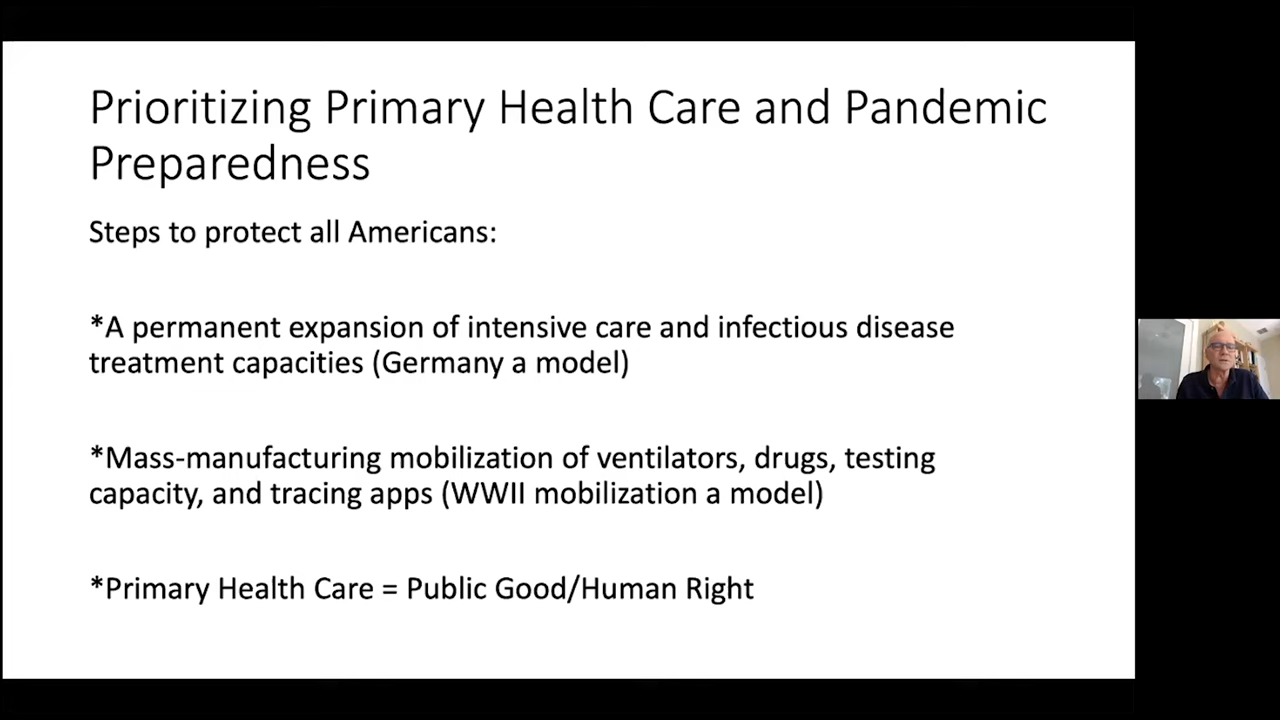 Prioritizing Primary Health Care and Pandemic
Preparedness
Steps to protect all Americans:
*A permanent expansion of intensive care and infectious disease
treatment capacities (Germany a model)
*Mass-manufacturing mobilization of ventilators, drugs, testing
capacity, and tracing apps (WWII mobilization a model)
*Primary Health Care = Public Good/Human Right